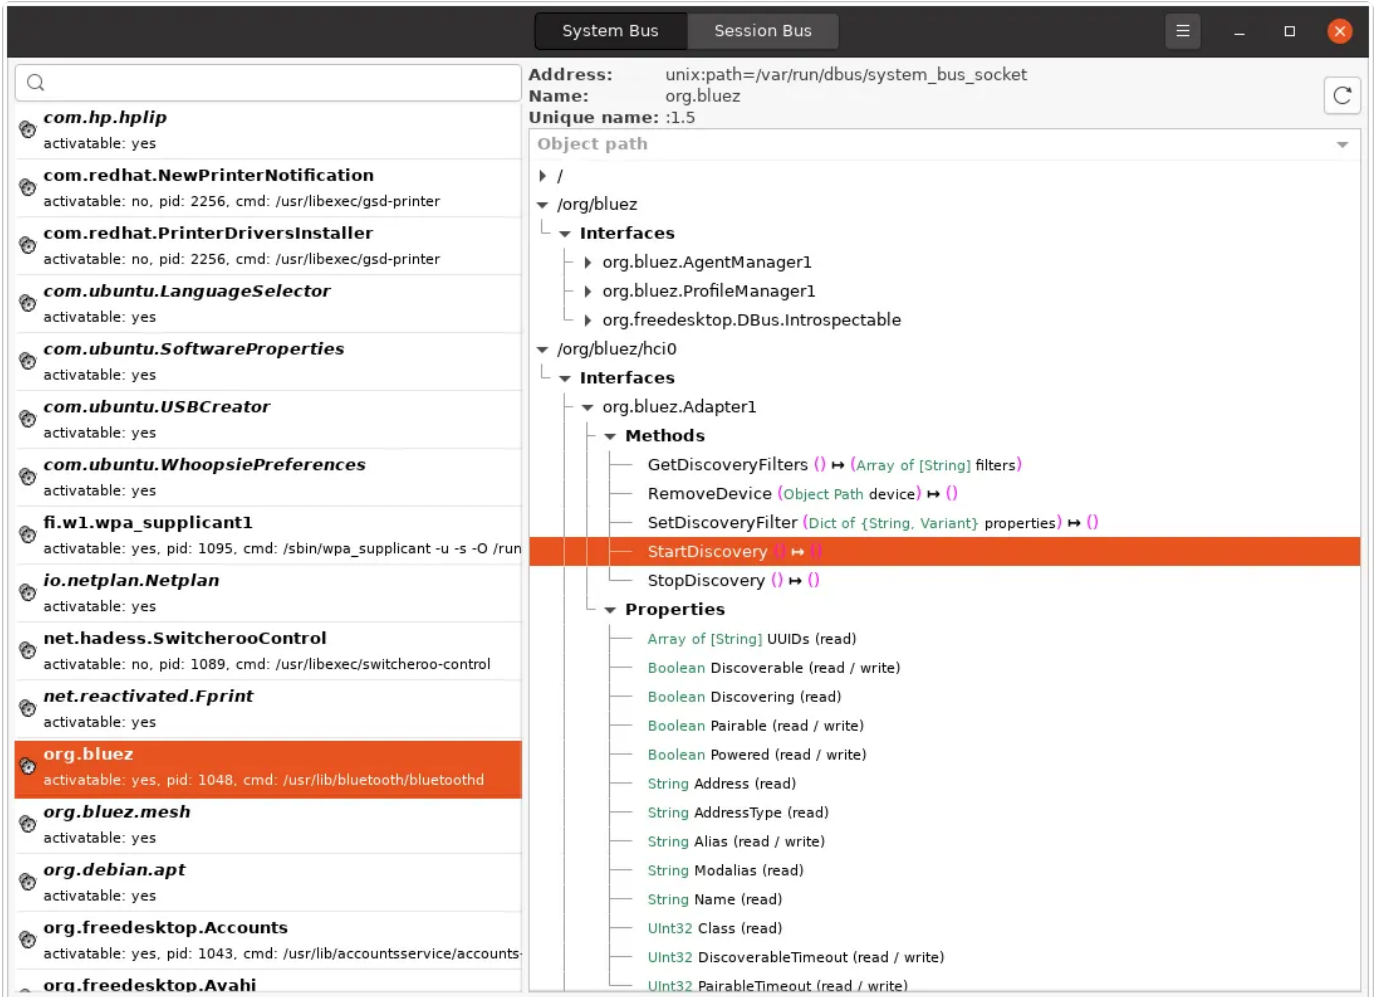 System Bus
Session Bus
Address: unix:path=/var/run/dbus/system_bus_socket
Name: org.bluez
Unique name: :1.5
com.hp.hplip
activatable: yes
com.redhat.NewPrinterNotification
activatable: no, pid: 2256, cmd: /usr/libexec/gsd-printer
com.redhat.PrinterDriversInstaller
activatable: no, pid: 2256, cmd: /usr/libexec/gsd-printer
com.ubuntu.LanguageSelector
activatable: yes
com.ubuntu.SoftwareProperties
activatable: yes
com.ubuntu.USBCreator
activatable: yes
com.ubuntu.WhoopsiePreferences
activatable: yes
fi.w1.wpa_supplicant1
activatable: yes, pid: 1095, cmd: /sbin/wpa_supplicant -u -s -O /run
io.netplan.Netplan
activatable: yes
net.hadess.SwitcherooControl
activatable: no, pid: 1089, cmd: /usr/libexec/switcheroo-control
net.reactivated.Fprint
activatable: yes
org.bluez
activatable: yes, pid: 1048, cmd: /usr/lib/bluetooth/bluetoothd
org.bluez.mesh
activatable: yes
org.debian.apt
activatable: yes
org.freedesktop.Accounts
activatable: yes, pid: 1043, cmd: /usr/lib/accountsservice/accounts-
org.freedesktop.Avahi
Object path
/
/org/bluez
Interfaces
org.bluez.AgentManager1
org.bluez.ProfileManager1
org.freedesktop.DBus.Introspectable
/org/bluez/hci0
Interfaces
org.bluez.Adapter1
Methods
GetDiscoveryFilters () ↦ (Array of [String] filters)
RemoveDevice (Object Path device) ↦ ()
SetDiscoveryFilter (Dict of {String, Variant} properties) ↦ ()
StartDiscovery () ↦ ()
StopDiscovery () ↦ ()
Properties
Array of [String] UUIDs (read)
Boolean Discoverable (read / write)
Boolean Discovering (read)
Boolean Pairable (read / write)
Boolean Powered (read / write)
String Address (read)
String AddressType (read)
String Alias (read / write)
String Modalias (read)
String Name (read)
UInt32 Class (read)
UInt32 DiscoverableTimeout (read / write)
UInt32 PairableTimeout (read / write)